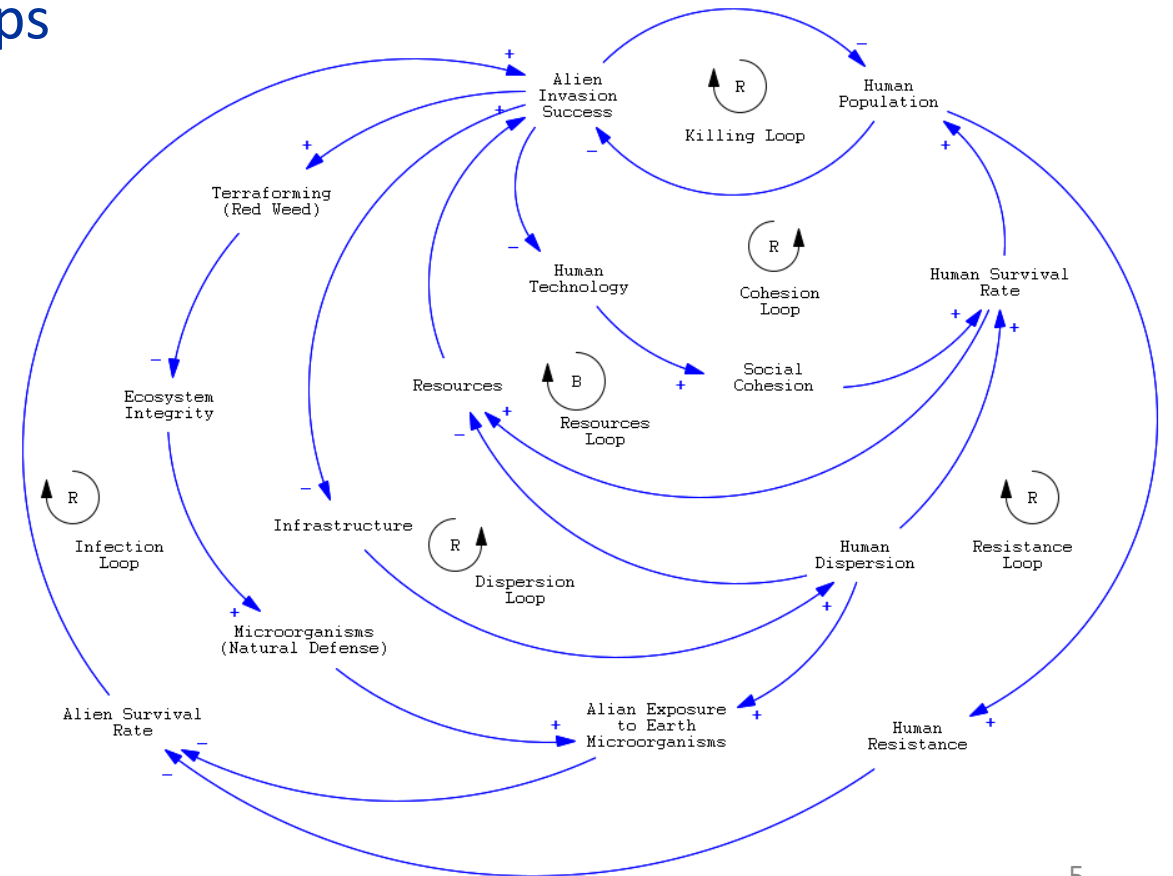 ps
+
Alien
Invasion
Success
+
−
Human
Population
R
Killing Loop
−
+
+
Terraforming
(Red Weed)
−
Human
Technology
R
Cohesion
Loop
Human Survival
Rate
+
+
−
Ecosystem
Integrity
Resources
B
Resources
Loop
+
Social
Cohesion
+
−
R
Infection
Loop
−
Infrastructure
R
Dispersion
Loop
Human
Dispersion
+
R
Resistance
Loop
+
Microorganisms
(Natural Defense)
Alien Survival
Rate
−
−
+
Alian Exposure
to Earth
Microorganisms
+
Human
Resistance
+